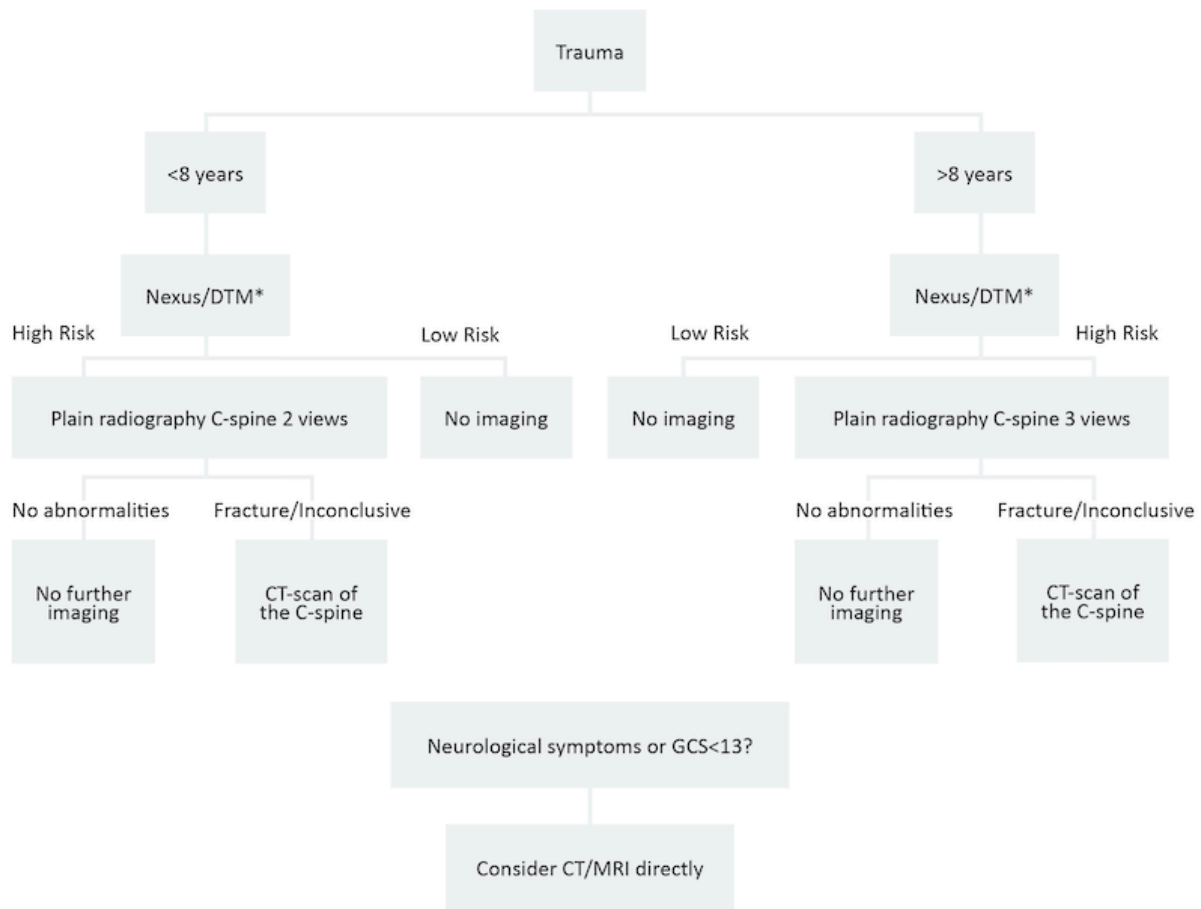 Trauma
<8 years
>8 years
Nexus/DTM*
Nexus/DTM*
High Risk
Low Risk
Low Risk
High Risk
Plain radiography C-spine 2 views
No imaging
No imaging
Plain radiography C-spine 3 views
No abnormalities
Fracture/Inconclusive
No abnormalities
Fracture/Inconclusive
No further
imaging
CT-scan of
the C-spine
No further
imaging
CT-scan of
the C-spine
Neurological symptoms or GCS<13?
Consider CT/MRI directly